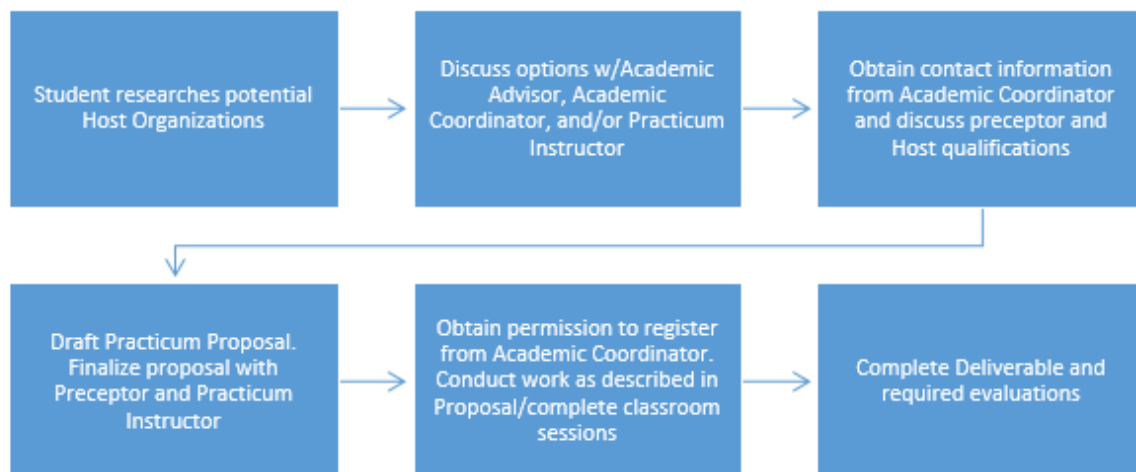 Student researches potential
Host Organizations
Discuss options w/Academic
Advisor, Academic
Coordinator, and/or Practicum
Instructor
Obtain contact information
from Academic Coordinator
and discuss preceptor and
Host qualifications
Draft Practicum Proposal.
Finalize proposal with
Preceptor and Practicum
Instructor
Obtain permission to register
from Academic Coordinator.
Conduct work as described in
Proposal/complete classroom
sessions
Complete Deliverable and
required evaluations